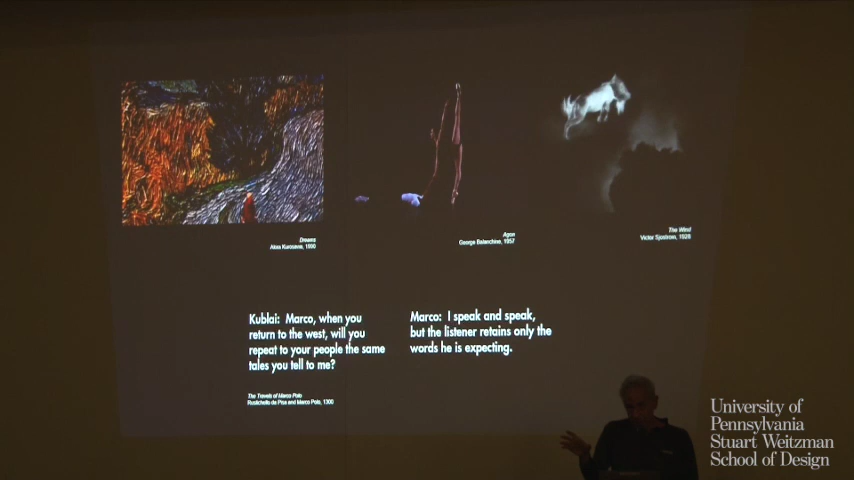 Dreams
Akira Kurosawa, 1990
Agon
George Balanchine, 1957
The Wind
Victor Sjostrom, 1928
Kublai: Marco, when you
return to the west, will you
repeat to your people the same
tales you tell to me?
Marco: I speak and speak,
but the listener retains only the
words he is expecting.
The Travels of Marco Polo
Rustichello da Pisa and Marco Polo, 1300
University of
Pennsylvania
Stuart Weitzman
School of Design